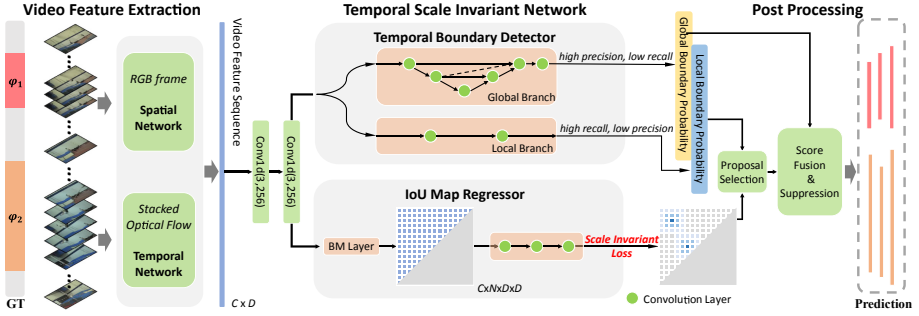 Video Feature Extraction
Temporal Scale Invariant Network
Post Processing
φ1
φ2
GT
RGB frame
Spatial
Network
Stacked
Optical Flow
Temporal
Network
Video Feature Sequence
C x D
Conv1d(3,256)
Conv1d(3,256)
Temporal Boundary Detector
Global Branch
Local Branch
high precision, low recall
high recall, low precision
IoU Map Regressor
BM Layer
CxNxDxD
Convolution Layer
Scale Invariant
Loss
Global Boundary Probability
Local Boundary Probability
Proposal
Selection
Score
Fusion
&
Suppression
Prediction